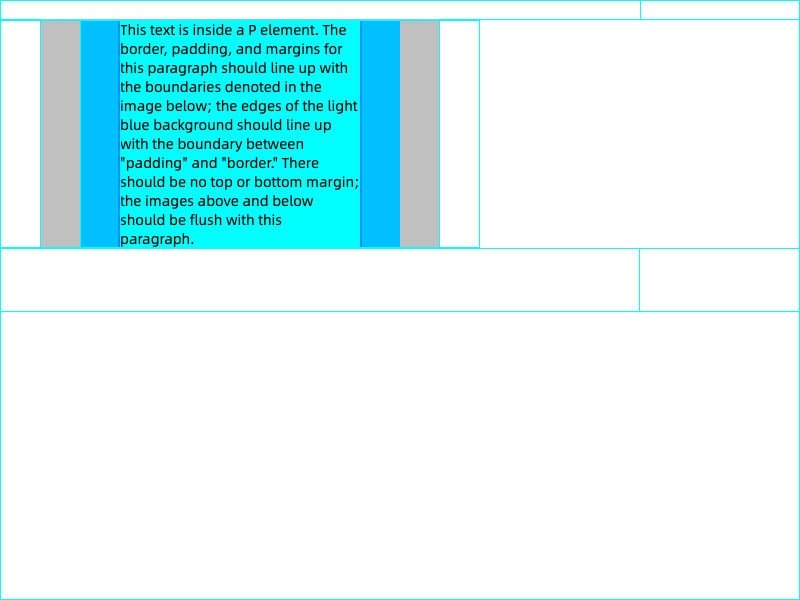 This text is inside a P element. The
border, padding, and margins for
this paragraph should line up with
the boundaries denoted in the
image below; the edges of the light
blue background should line up
with the boundary between
"padding" and "border." There
should be no top or bottom margin;
the images above and below
should be flush with this
paragraph.